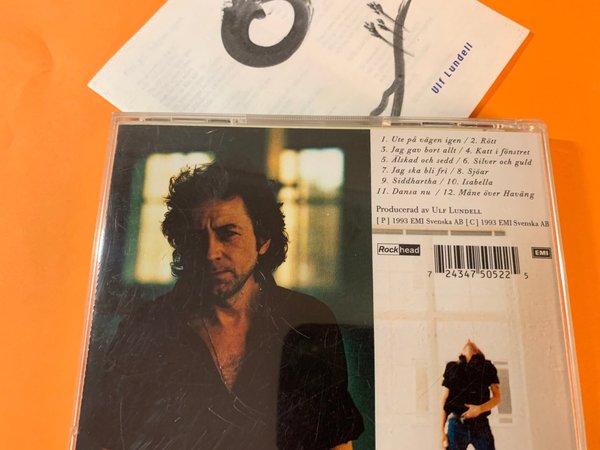 Ulf Lundell
1. Ute på vägen igen / 2. Rött
3. Jag gav bort allt / 4. Katt i fönstret
5. Älskad och sedd / 6. Silver och guld
7. Jag ska bli fri / 8. Sjöar
9. Siddhartha / 10. Isabella
11. Dansa nu / 12. Måne över Haväng
Producerad av Ulf Lundell
[ P ] 1993 EMI Svenska AB [ C ] 1993 EMI Svenska AB
Rockhead
EMI
7 24347 50522 5